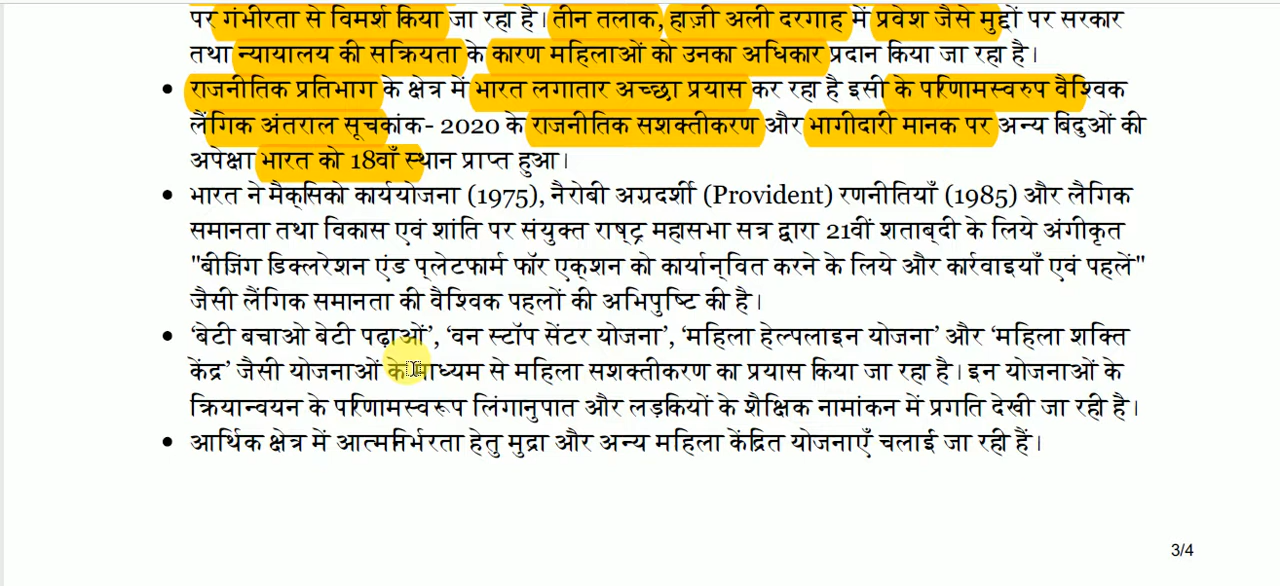 पर गंभीरता से विमर्श किया जा रहा है। तीन तलाक, हाज़ी अली दरगाह में प्रवेश जैसे मुद्दों पर सरकार
तथा न्यायालय की सक्रियता के कारण महिलाओं को उनका अधिकार प्रदान किया जा रहा है।
• राजनीतिक प्रतिभाग के क्षेत्र में भारत लगातार अच्छा प्रयास कर रहा है इसी के परिणामस्वरुप वैश्विक
लैंगिक अंतराल सूचकांक- 2020 के राजनीतिक सशक्तीकरण और भागीदारी मानक पर अन्य बिंदुओं की
अपेक्षा भारत को 18वाँ स्थान प्राप्त हुआ।
• भारत ने मैक्सिको कार्ययोजना (1975), नैरोबी अग्रदर्शी (Provident) रणनीतियाँ (1985) और लैगिक
समानता तथा विकास एवं शांति पर संयुक्त राष्ट्र महासभा सत्र द्वारा 21वीं शताब्दी के लिये अंगीकृत
"बीजिंग डिक्लरेशन एंड प्लेटफार्म फॉर एक्शन को कार्यान्वित करने के लिये और कार्रवाइयाँ एवं पहलें"
जैसी लैंगिक समानता की वैश्विक पहलों की अभिपुष्टि की है।
• ‘बेटी बचाओ बेटी पढ़ाओं’, ‘वन स्टॉप सेंटर योजना’, ‘महिला हेल्पलाइन योजना’ और ‘महिला शक्ति
केंद्र’ जैसी योजनाओं के माध्यम से महिला सशक्तीकरण का प्रयास किया जा रहा है। इन योजनाओं के
क्रियान्वयन के परिणामस्वरूप लिंगानुपात और लड़कियों के शैक्षिक नामांकन में प्रगति देखी जा रही है।
• आर्थिक क्षेत्र में आत्मनिर्भरता हेतु मुद्रा और अन्य महिला केंद्रित योजनाएँ चलाई जा रही हैं।
3/4